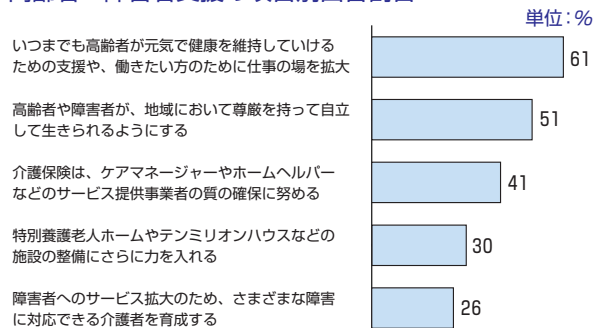 単位:%
いつまでも高齢者が元気で健康を維持していける
ための支援や、働きたい方のために仕事の場を拡大
61
高齢者や障害者が、地域において尊厳を持って自立
して生きられるようにする
51
介護保険は、ケアマネージャーやホームヘルパー
などのサービス提供事業者の質の確保に努める
41
特別養護老人ホームやテンミリオンハウスなどの
施設の整備にさらに力を入れる
30
障害者へのサービス拡大のため、さまざまな障害
に対応できる介護者を育成する
26